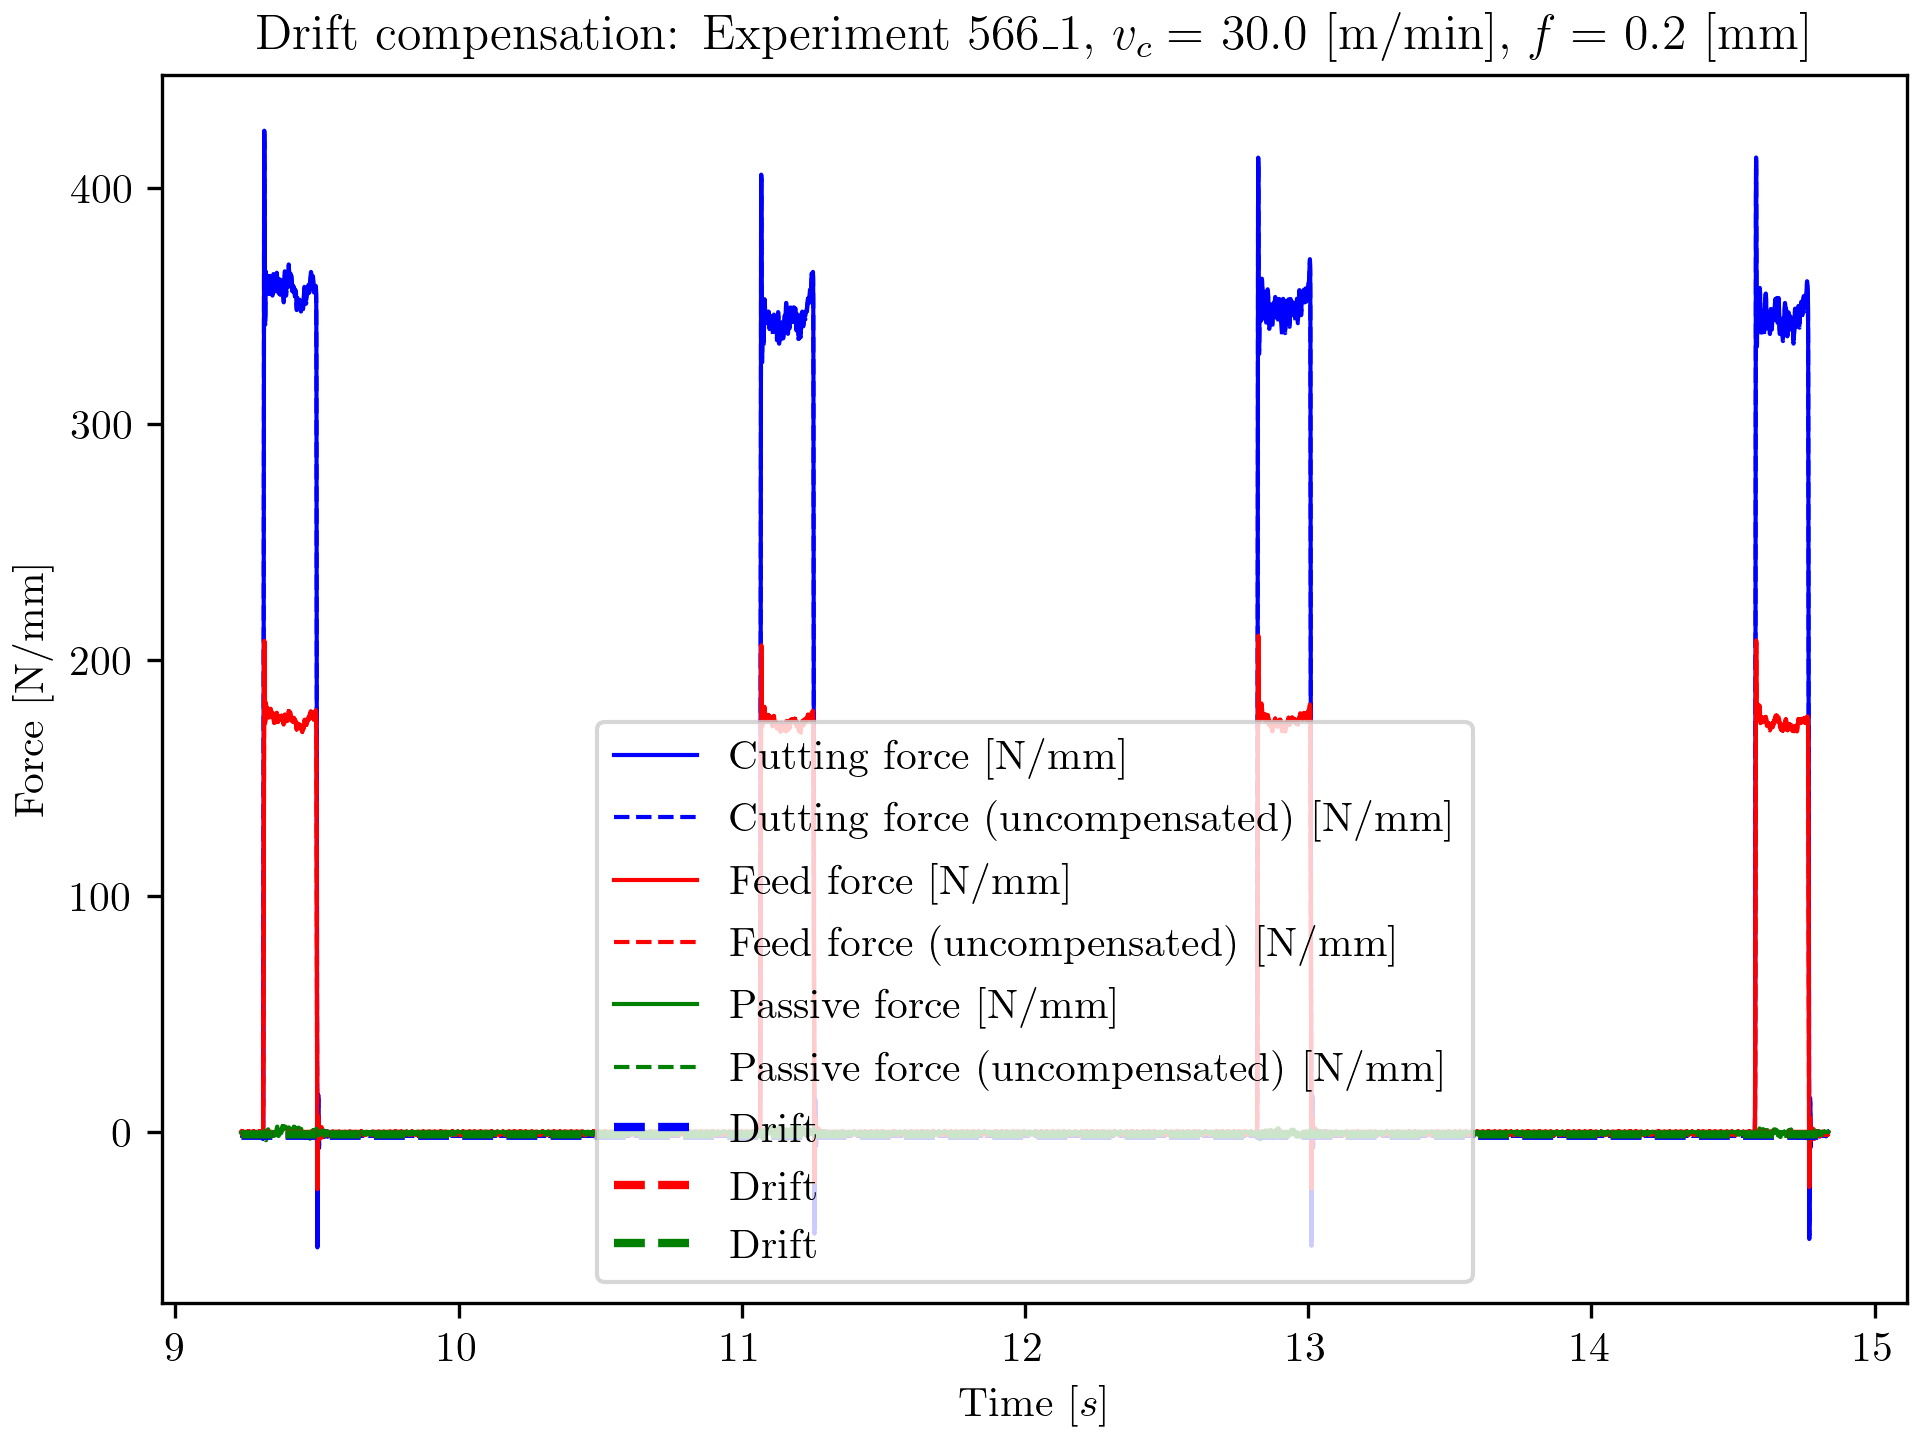 Drift compensation: Experiment 566_1, v_c = 30.0 [m/min], f = 0.2 [mm]
400
300
200
100
0
Force [N/mm]
Cutting force [N/mm]
Cutting force (uncompensated) [N/mm]
Feed force [N/mm]
Feed force (uncompensated) [N/mm]
Passive force [N/mm]
Passive force (uncompensated) [N/mm]
Drift
Drift
Drift
9 10 11 12 13 14 15
Time [s]